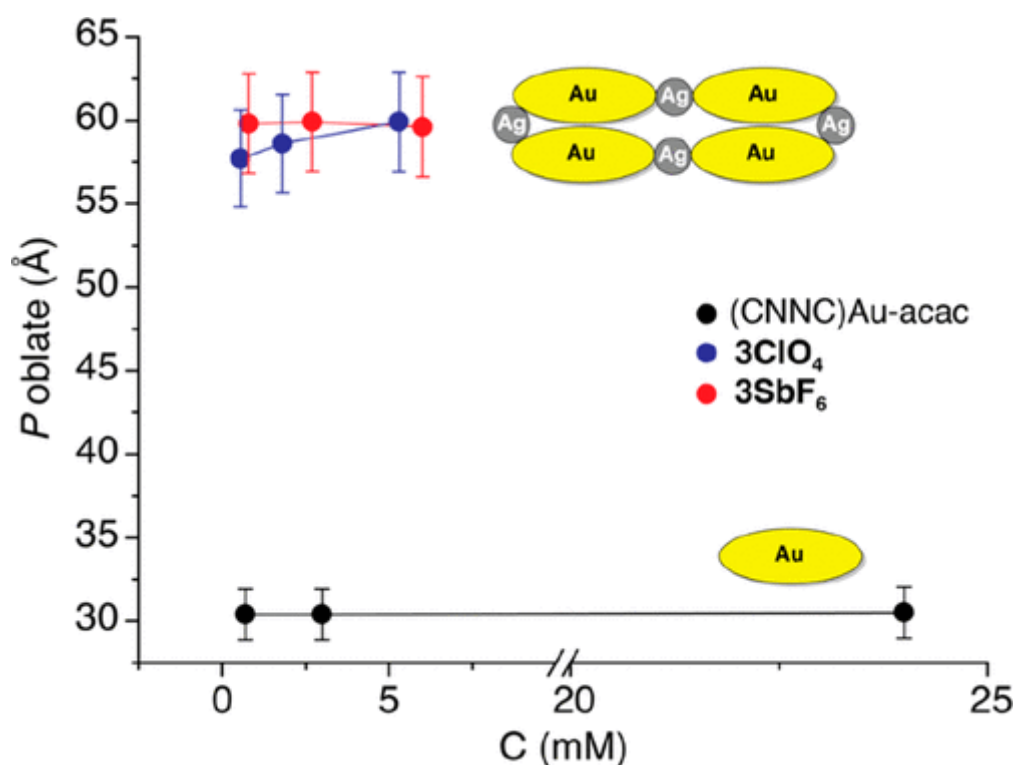 65
60
55
50
45
40
35
30
P oblate (Å)
Au Ag Au
Ag Ag
Au Ag Au
(CNNC)Au-acac
3ClO₄
3SbF₆
Au
0 5 20 25
C (mM)